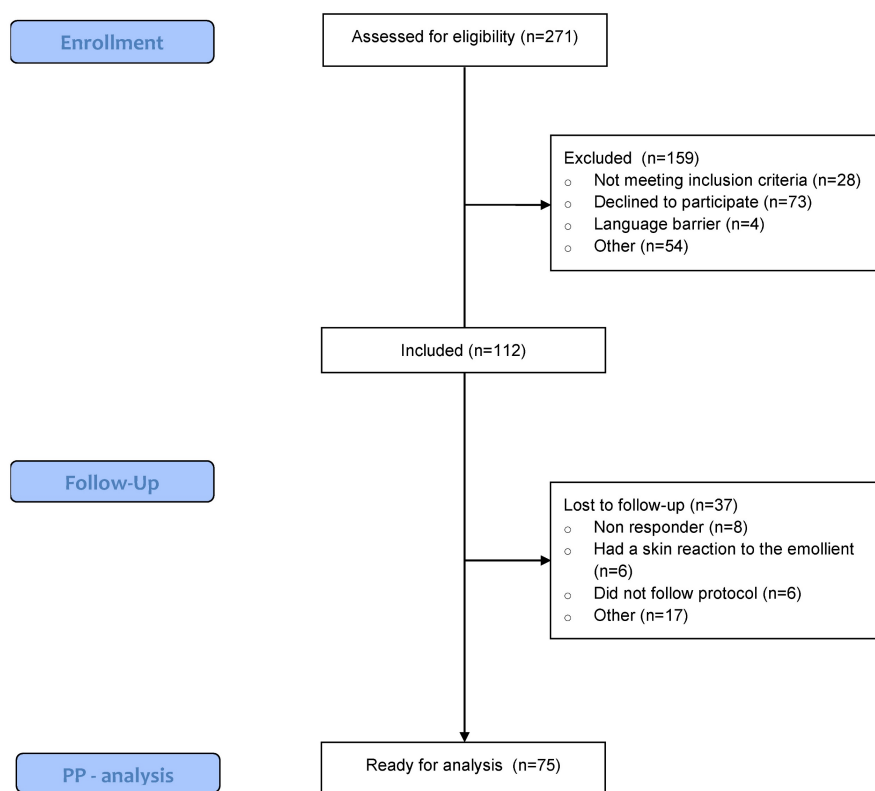 Enrollment
Assessed for eligibility (n=271)
Excluded (n=159)
○ Not meeting inclusion criteria (n=28)
○ Declined to participate (n=73)
○ Language barrier (n=4)
○ Other (n=54)
Included (n=112)
Follow-Up
Lost to follow-up (n=37)
○ Non responder (n=8)
○ Had a skin reaction to the emollient
(n=6)
○ Did not follow protocol (n=6)
○ Other (n=17)
PP - analysis
Ready for analysis (n=75)